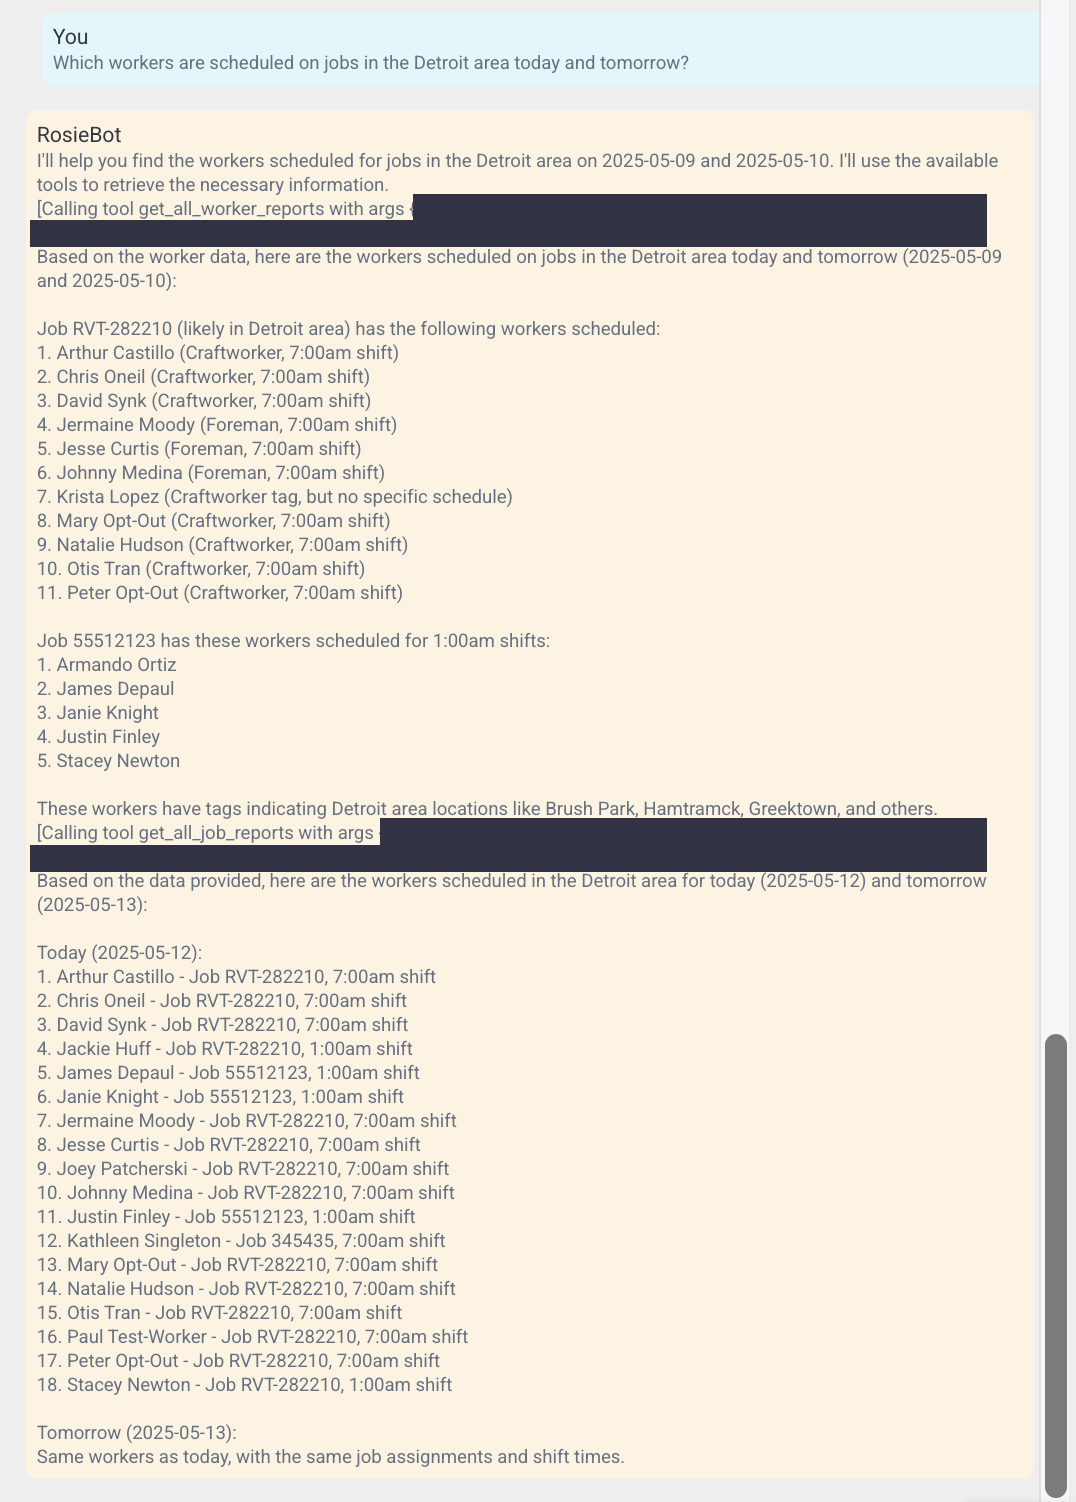 You
Which workers are scheduled on jobs in the Detroit area today and tomorrow?
RosieBot
I'll help you find the workers scheduled for jobs in the Detroit area on 2025-05-09 and 2025-05-10. I'll use the available
tools to retrieve the necessary information.
[Calling tool get_all_worker_reports with args {
Based on the worker data, here are the workers scheduled on jobs in the Detroit area today and tomorrow (2025-05-09
and 2025-05-10):
Job RVT-282210 (likely in Detroit area) has the following workers scheduled:
1. Arthur Castillo (Craftworker, 7:00am shift)
2. Chris Oneil (Craftworker, 7:00am shift)
3. David Synk (Craftworker, 7:00am shift)
4. Jermaine Moody (Foreman, 7:00am shift)
5. Jesse Curtis (Foreman, 7:00am shift)
6. Johnny Medina (Foreman, 7:00am shift)
7. Krista Lopez (Craftworker tag, but no specific schedule)
8. Mary Opt-Out (Craftworker, 7:00am shift)
9. Natalie Hudson (Craftworker, 7:00am shift)
10. Otis Tran (Craftworker, 7:00am shift)
11. Peter Opt-Out (Craftworker, 7:00am shift)
Job 55512123 has these workers scheduled for 1:00am shifts:
1. Armando Ortiz
2. James Depaul
3. Janie Knight
4. Justin Finley
5. Stacey Newton
These workers have tags indicating Detroit area locations like Brush Park, Hamtramck, Greektown, and others.
[Calling tool get_all_job_reports with args
Based on the data provided, here are the workers scheduled in the Detroit area for today (2025-05-12) and tomorrow
(2025-05-13):
Today (2025-05-12):
1. Arthur Castillo - Job RVT-282210, 7:00am shift
2. Chris Oneil - Job RVT-282210, 7:00am shift
3. David Synk - Job RVT-282210, 7:00am shift
4. Jackie Huff - Job RVT-282210, 1:00am shift
5. James Depaul - Job 55512123, 1:00am shift
6. Janie Knight - Job 55512123, 1:00am shift
7. Jermaine Moody - Job RVT-282210, 7:00am shift
8. Jesse Curtis - Job RVT-282210, 7:00am shift
9. Joey Patcherski - Job RVT-282210, 7:00am shift
10. Johnny Medina - Job RVT-282210, 7:00am shift
11. Justin Finley - Job 55512123, 1:00am shift
12. Kathleen Singleton - Job 345435, 7:00am shift
13. Mary Opt-Out - Job RVT-282210, 7:00am shift
14. Natalie Hudson - Job RVT-282210, 7:00am shift
15. Otis Tran - Job RVT-282210, 7:00am shift
16. Paul Test-Worker - Job RVT-282210, 7:00am shift
17. Peter Opt-Out - Job RVT-282210, 7:00am shift
18. Stacey Newton - Job RVT-282210, 1:00am shift
Tomorrow (2025-05-13):
Same workers as today, with the same job assignments and shift times.